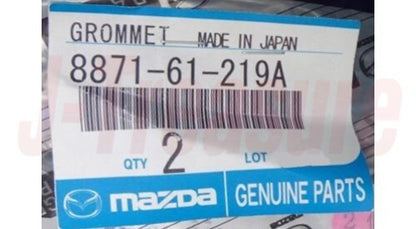 GROMMET MADE IN JAPAN
8871-61-219A
QTY 2 LOT
mazda GENUINE PARTS